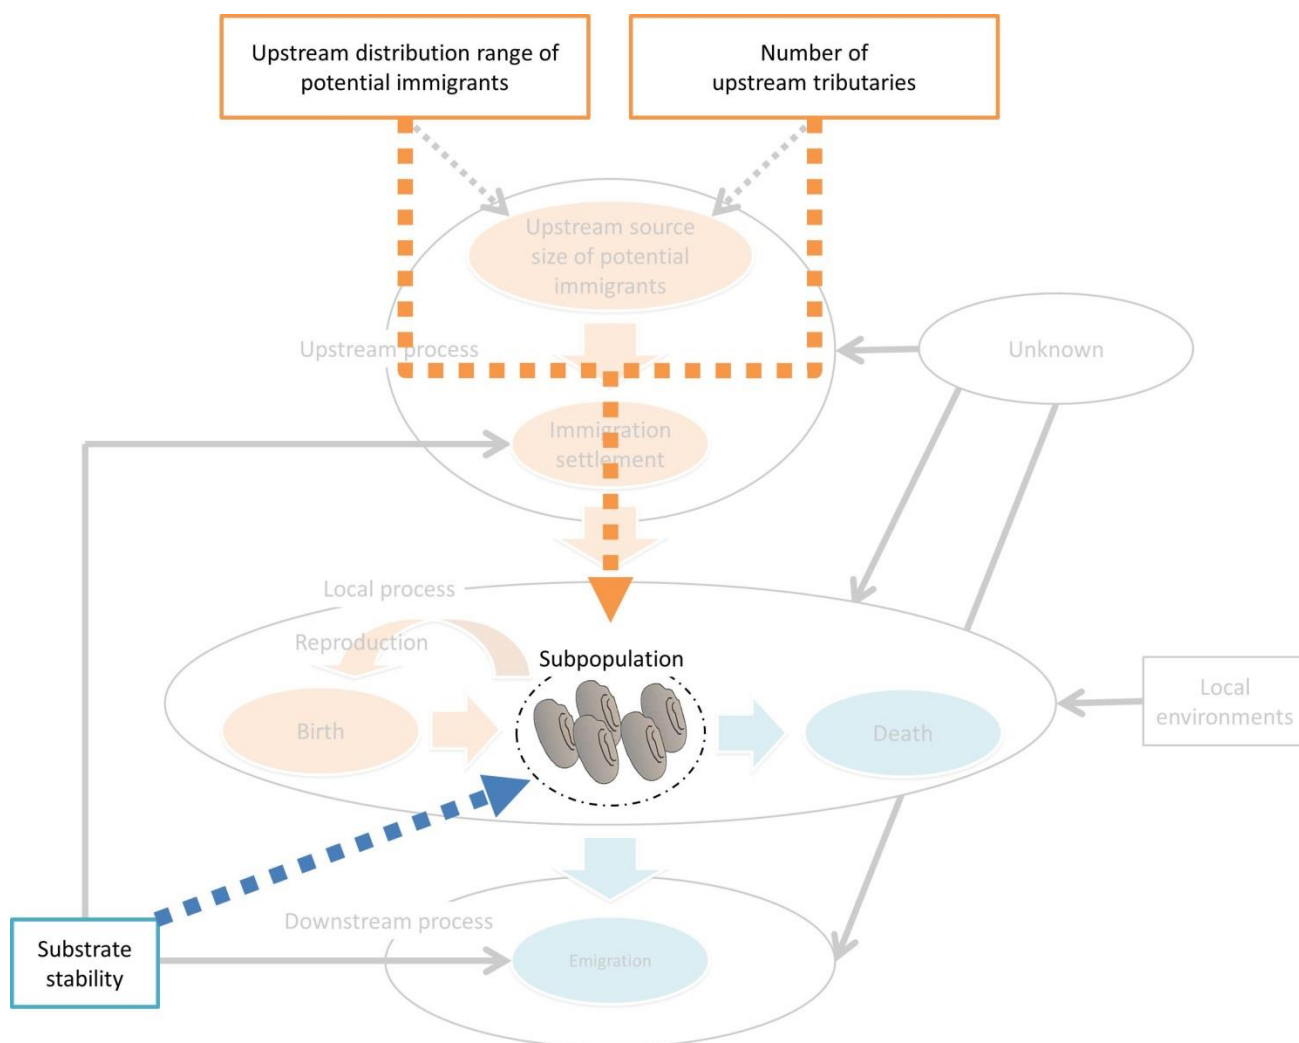 Upstream distribution range of
potential immigrants
Number of
upstream tributaries
Upstream source
size of potential
immigrants
Upstream process
Unknown
Immigration
settlement
Local process
Reproduction
Subpopulation
Birth
Death
Local
environments
Downstream process
Substrate
stability
Emigration